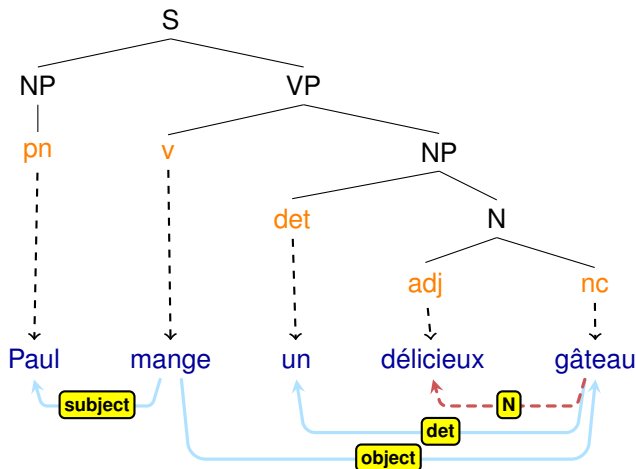 S
NP VP
pn v NP
det N
adj nc
Paul mange un délicieux gâteau
subject N
det
object